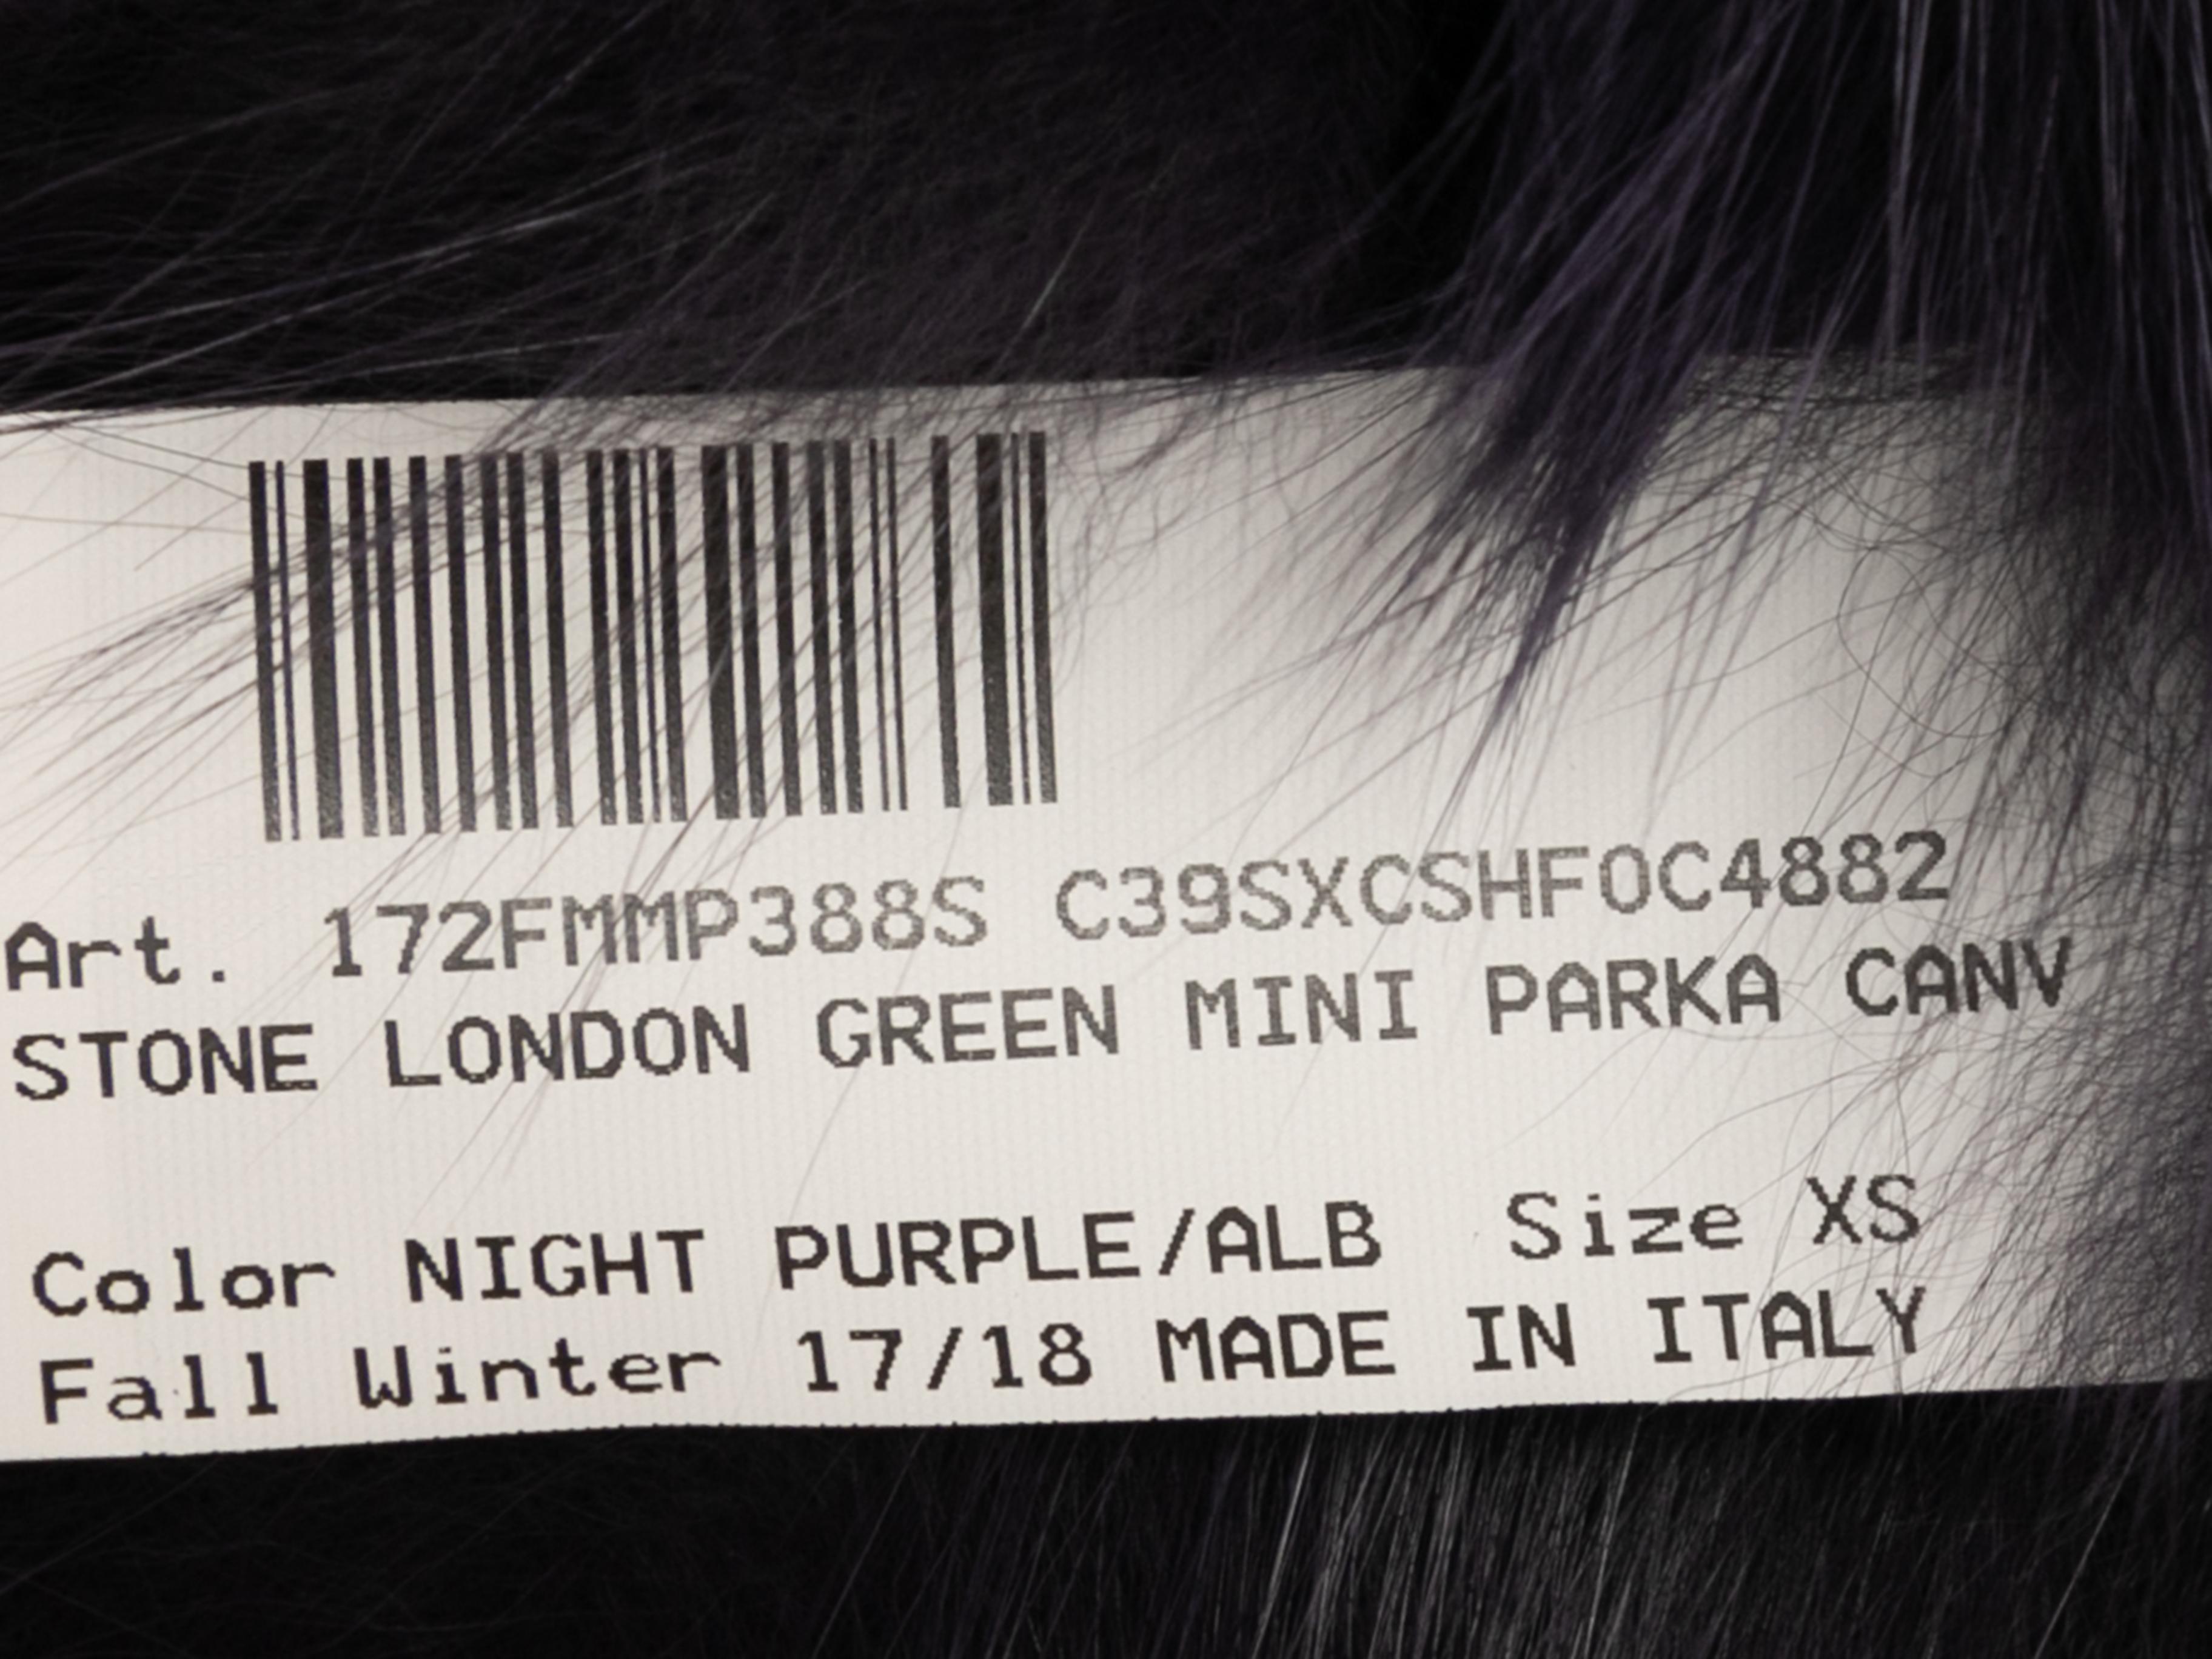 Art. 172FMMP388S C39SXCSHFOC4882
STONE LONDON GREEN MINI PARKA CANV
Color NIGHT PURPLE/ALB Size XS
Fall Winter 17/18 MADE IN ITALY